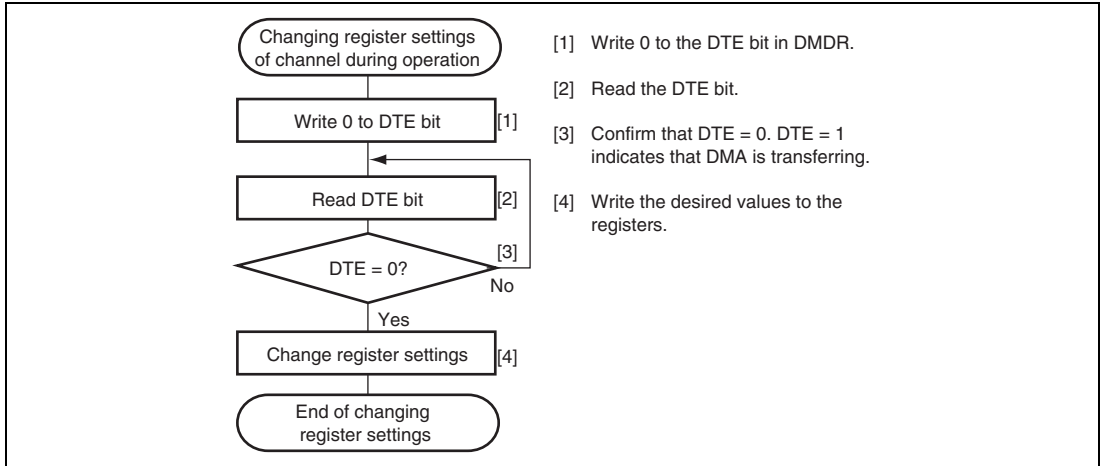 Changing register settings
of channel during operation
Write 0 to DTE bit
[1]
Read DTE bit
[2]
DTE = 0?
[3]
No
Yes
Change register settings
[4]
End of changing
register settings
[1] Write 0 to the DTE bit in DMDR.
[2] Read the DTE bit.
[3] Confirm that DTE = 0. DTE = 1
indicates that DMA is transferring.
[4] Write the desired values to the
registers.